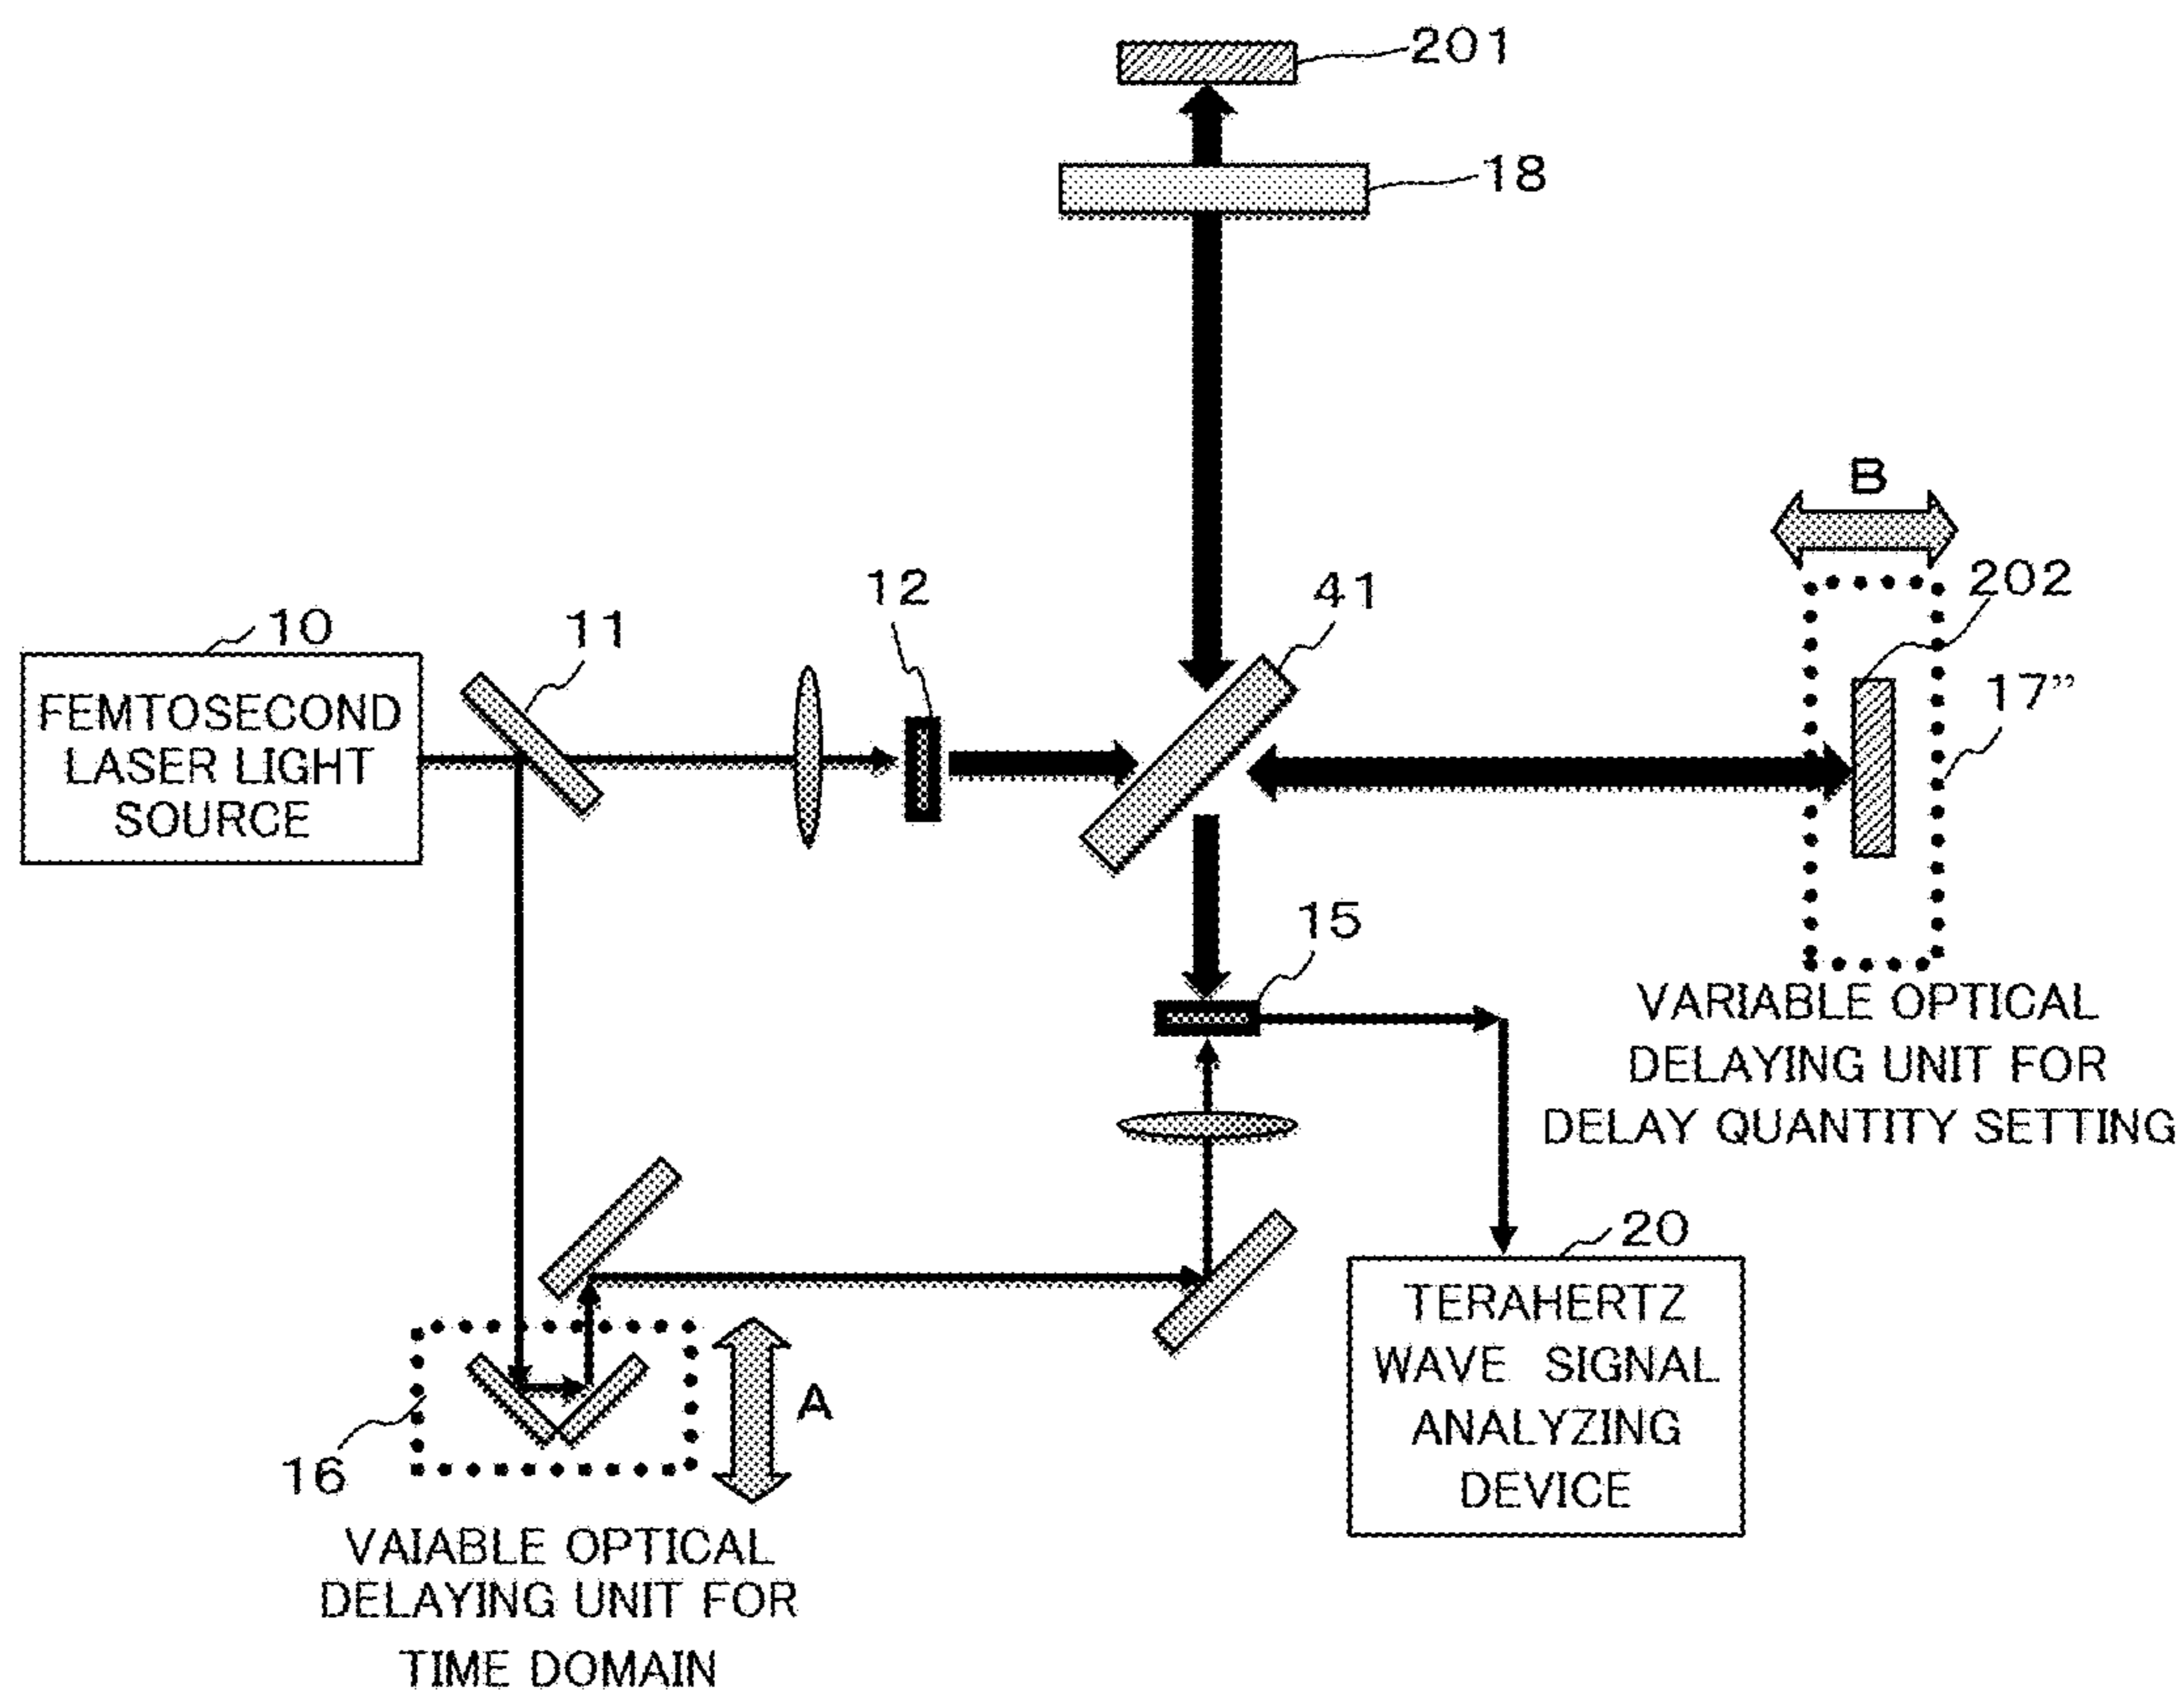 201
18
B
202
12
41
10
11
17”
FEMTOSECOND
LASER LIGHT
SOURCE
15
VARIABLE OPTICAL
DELAYING UNIT FOR
DELAY QUANTITY SETTING
20
TERAHERTZ
WAVE SIGNAL
ANALYZING
DEVICE
A
16
VAIABLE OPTICAL
DELAYING UNIT FOR
TIME DOMAIN